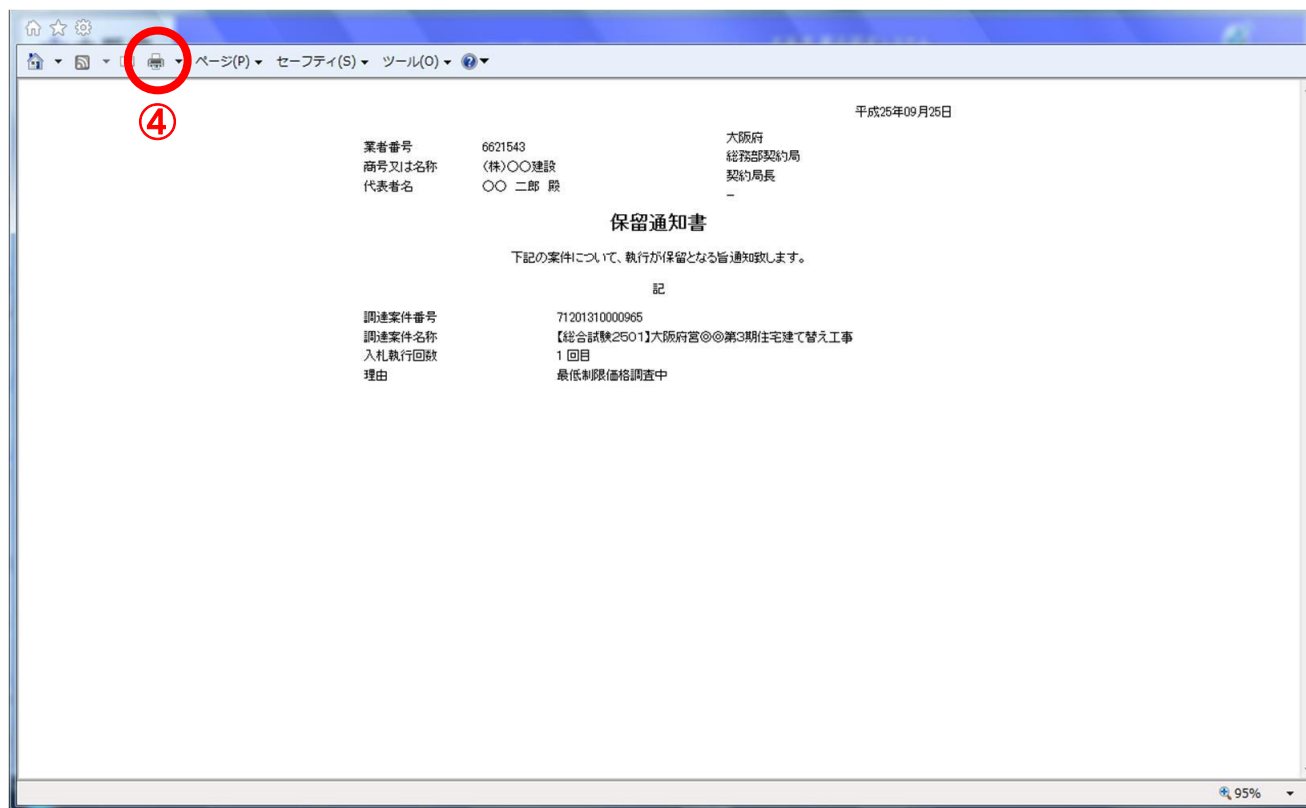 ページ(P) セーフティ(S) ツール(O)
④
平成25年09月25日
業者番号 6621543
商号又は名称 (株)〇〇建設
代表者名 〇〇 二郎 殿
大阪府
総務部契約局
契約局長
–
保留通知書
下記の案件について、執行が保留となる旨通知致します。
記
調達案件番号 71201310000965
調達案件名称 【総合試験2501】大阪府営◎◎第3期住宅建て替え工事
入札執行回数 1 回目
理由 最低制限価格調査中
95%